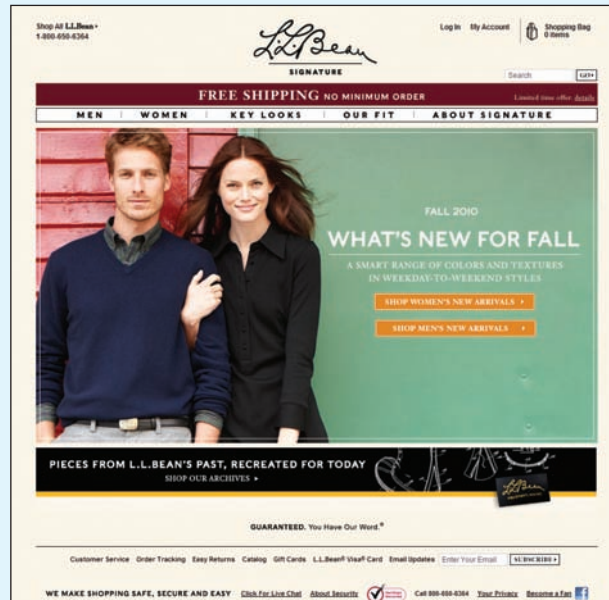 Shop All L.L.Bean
1-800-650-6364
L.L.Bean
SIGNATURE
Log In My Account
Shopping Bag
0 items
Search GO
FREE SHIPPING NO MINIMUM ORDER Limited time offer. details
MEN WOMEN KEY LOOKS OUR FIT ABOUT SIGNATURE
FALL 2010
WHAT'S NEW FOR FALL
A SMART RANGE OF COLORS AND TEXTURES
IN WEEKDAY-TO-WEEKEND STYLES
SHOP WOMEN'S NEW ARRIVALS
SHOP MEN'S NEW ARRIVALS
PIECES FROM L.L.BEAN'S PAST, RECREATED FOR TODAY
SHOP OUR ARCHIVES
L.L.Bean
GUARANTEED. You Have Our Word.®
Customer Service Order Tracking Easy Returns Catalog Gift Cards L.L.Bean® Visa® Card Email Updates Enter Your Email SUBSCRIBE
WE MAKE SHOPPING SAFE, SECURE AND EASY Click For Live Chat About Security Call 800-650-6364 Your Privacy Become a Fan f